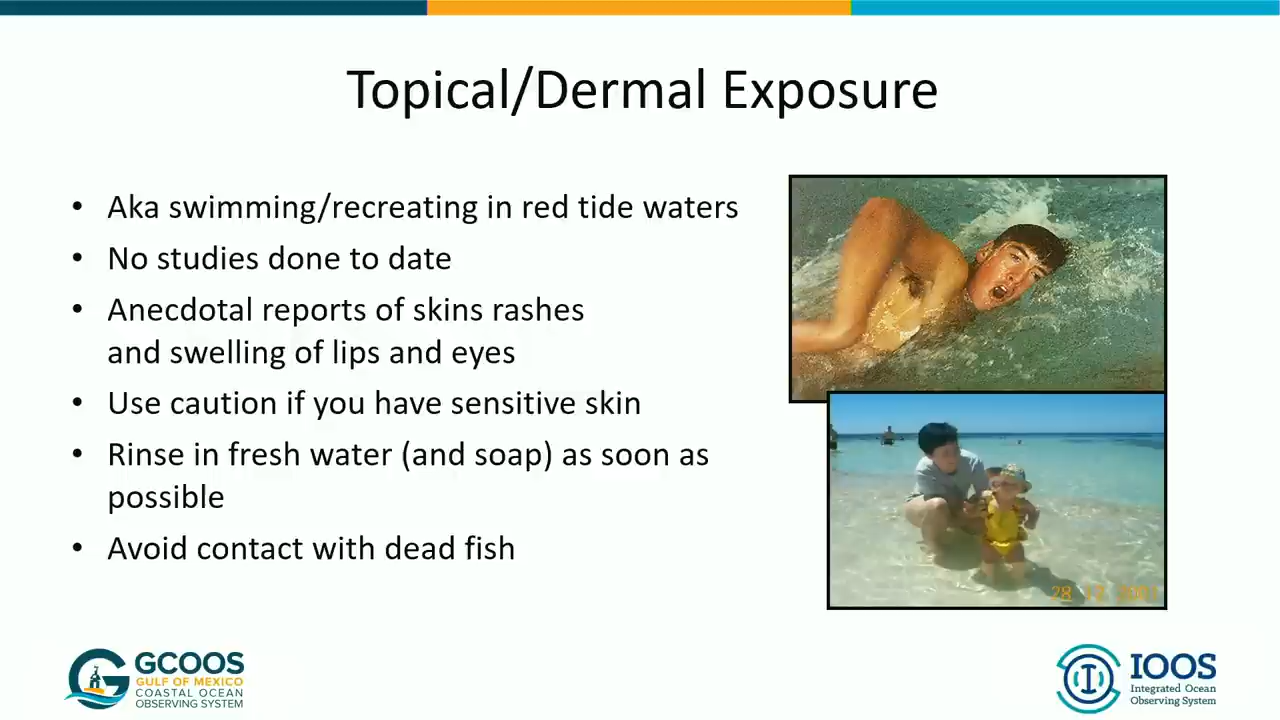 Topical/Dermal Exposure
• Aka swimming/recreating in red tide waters
• No studies done to date
• Anecdotal reports of skins rashes
and swelling of lips and eyes
• Use caution if you have sensitive skin
• Rinse in fresh water (and soap) as soon as
possible
• Avoid contact with dead fish
GCOOS
GULF OF MEXICO
COASTAL OCEAN
OBSERVING SYSTEM
IOOS
Integrated Ocean
Observing System